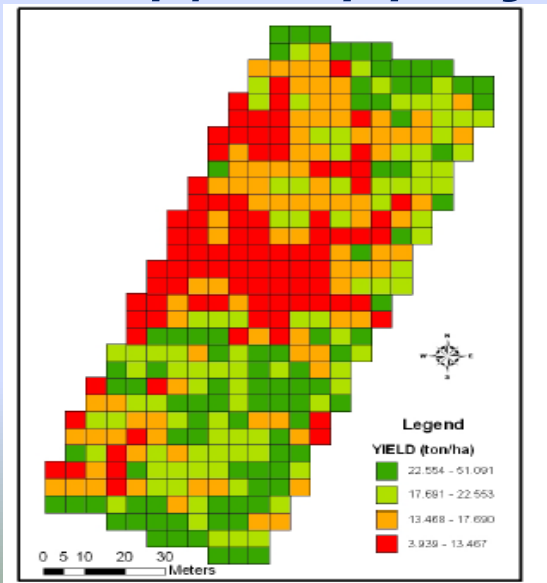 N
W E
S
Legend
YIELD (ton/ha)
22.554 - 51.091
17.691 - 22.553
13.468 - 17.690
3.939 - 13.467
0 5 10 20 30
Meters